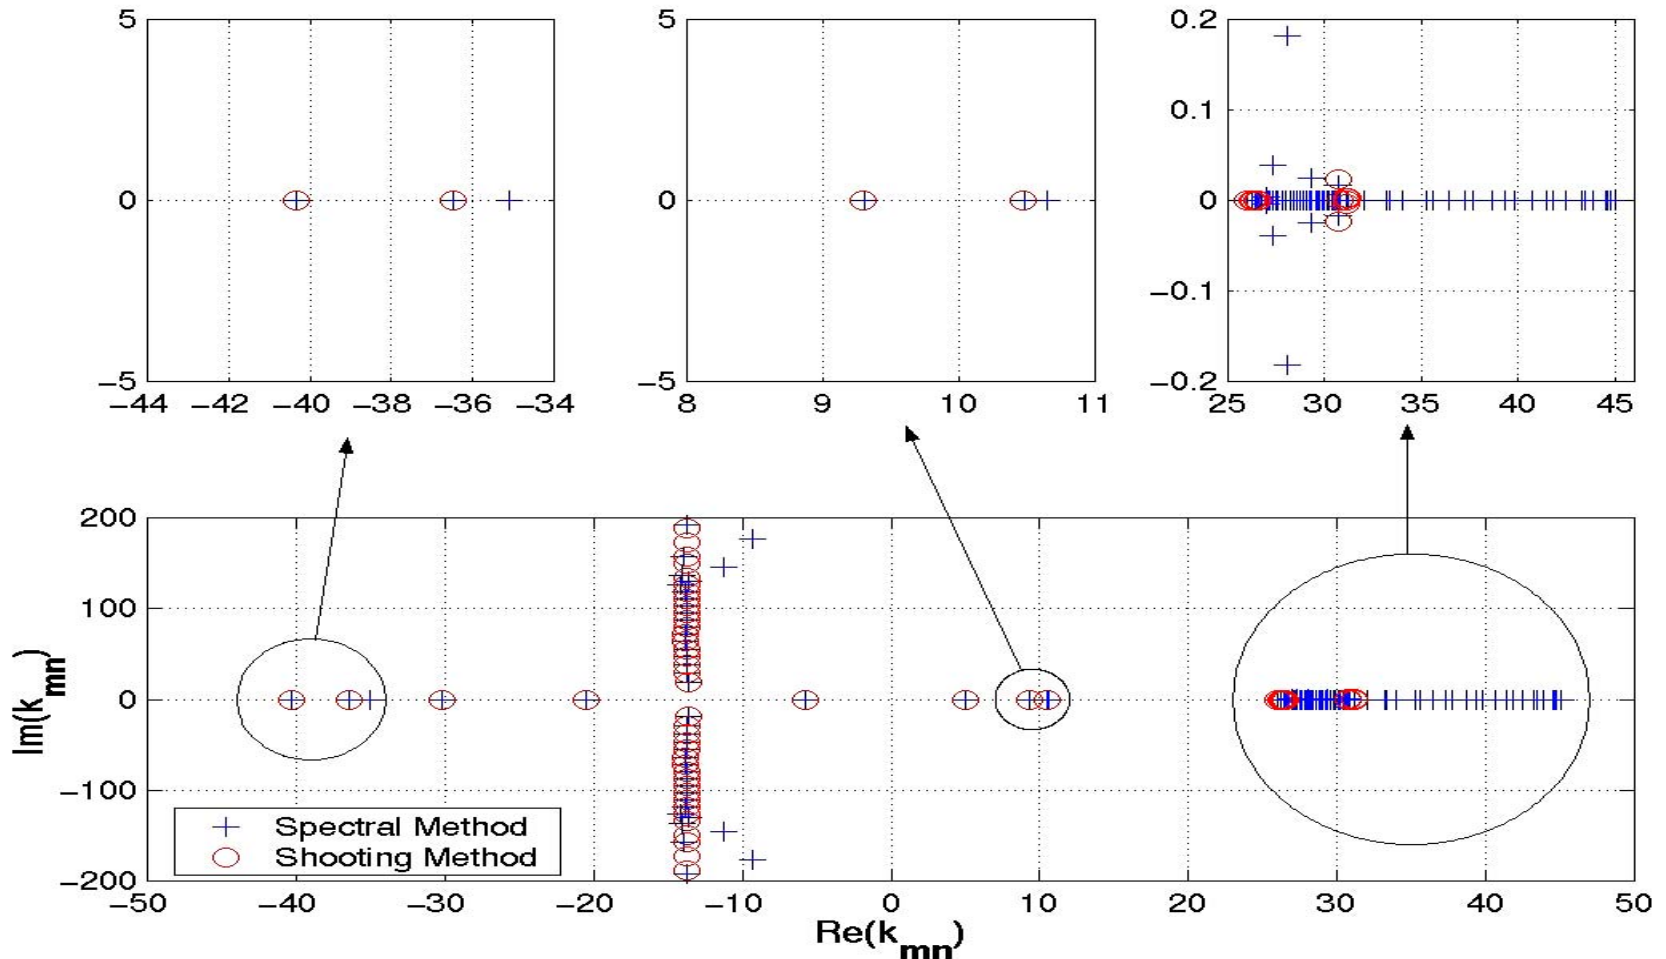 5 5 0.2
0.1
0 0 0
−0.1
−5 −5 −0.2
−44 −42 −40 −38 −36 −34 8 9 10 11 25 30 35 40 45
200
100
0
−100
−200
Im(k_mn)
Spectral Method
Shooting Method
−50 −40 −30 −20 −10 0 10 20 30 40 50
Re(k_mn)